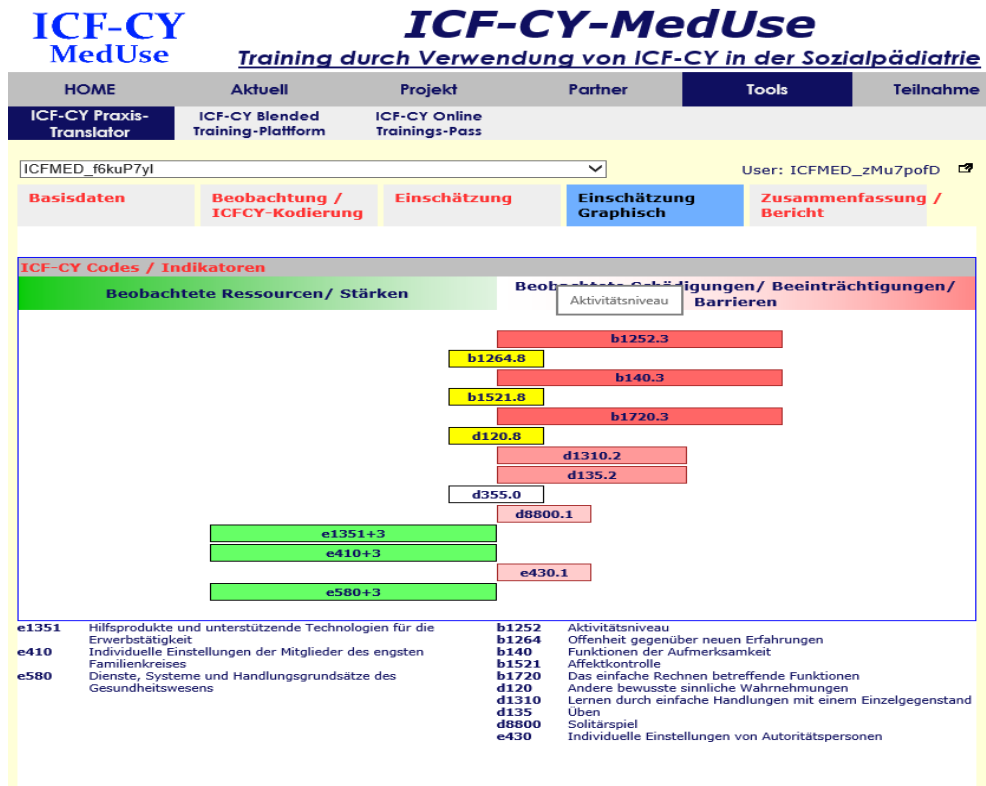 ICF-CY
MedUse
ICF-CY-MedUse
Training durch Verwendung von ICF-CY in der Sozialpädiatrie
HOME Aktuell Projekt Partner Tools Teilnahme
ICF-CY Praxis-
Translator
ICF-CY Blended
Training-Plattform
ICF-CY Online
Trainings-Pass
ICFMED_f6kuP7yI
User: ICFMED_zMu7pofD
Basisdaten
Beobachtung /
ICFCY-Kodierung
Einschätzung
Einschätzung
Graphisch
Zusammenfassung /
Bericht
ICF-CY Codes / Indikatoren
Beobachtete Ressourcen/ Stärken
Beobachtete Schädigungen/ Beeinträchtigungen/
Barrieren
Aktivitätsniveau
b1252.3
b1264.8
b140.3
b1521.8
b1720.3
d120.8
d1310.2
d135.2
d355.0
d8800.1
e1351+3
e410+3
e430.1
e580+3
e1351 Hilfsprodukte und unterstützende Technologien für die
Erwerbstätigkeit
e410 Individuelle Einstellungen der Mitglieder des engsten
Familienkreises
e580 Dienste, Systeme und Handlungsgrundsätze des
Gesundheitswesens
b1252 Aktivitätsniveau
b1264 Offenheit gegenüber neuen Erfahrungen
b140 Funktionen der Aufmerksamkeit
b1521 Affektkontrolle
b1720 Das einfache Rechnen betreffende Funktionen
d120 Andere bewusste sinnliche Wahrnehmungen
d1310 Lernen durch einfache Handlungen mit einem Einzelgegenstand
d135 Üben
d8800 Solitärspiel
e430 Individuelle Einstellungen von Autoritätspersonen